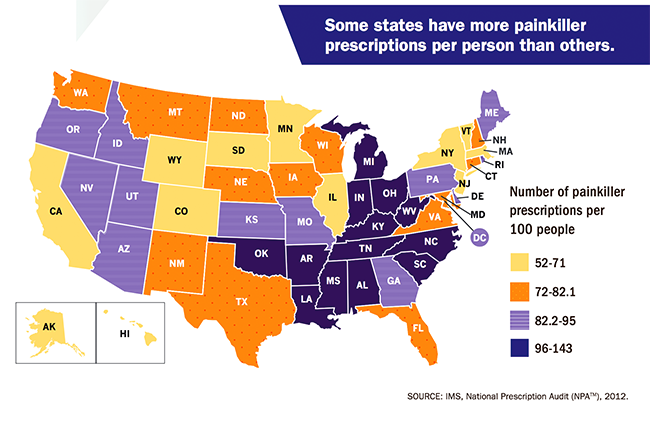 Some states have more painkiller
prescriptions per person than others.
WA
MT
ND
MN
VT
ME
OR
ID
WY
SD
WI
MI
NY
NH
MA
RI
CT
NV
UT
CO
NE
IA
IL
IN
OH
PA
NJ
DE
MD
DC
CA
AZ
NM
KS
MO
KY
WV
VA
OK
AR
TN
NC
SC
TX
LA
MS
AL
GA
FL
AK
HI
Number of painkiller
prescriptions per
100 people
52-71
72-82.1
82.2-95
96-143
SOURCE: IMS, National Prescription Audit (NPA™), 2012.